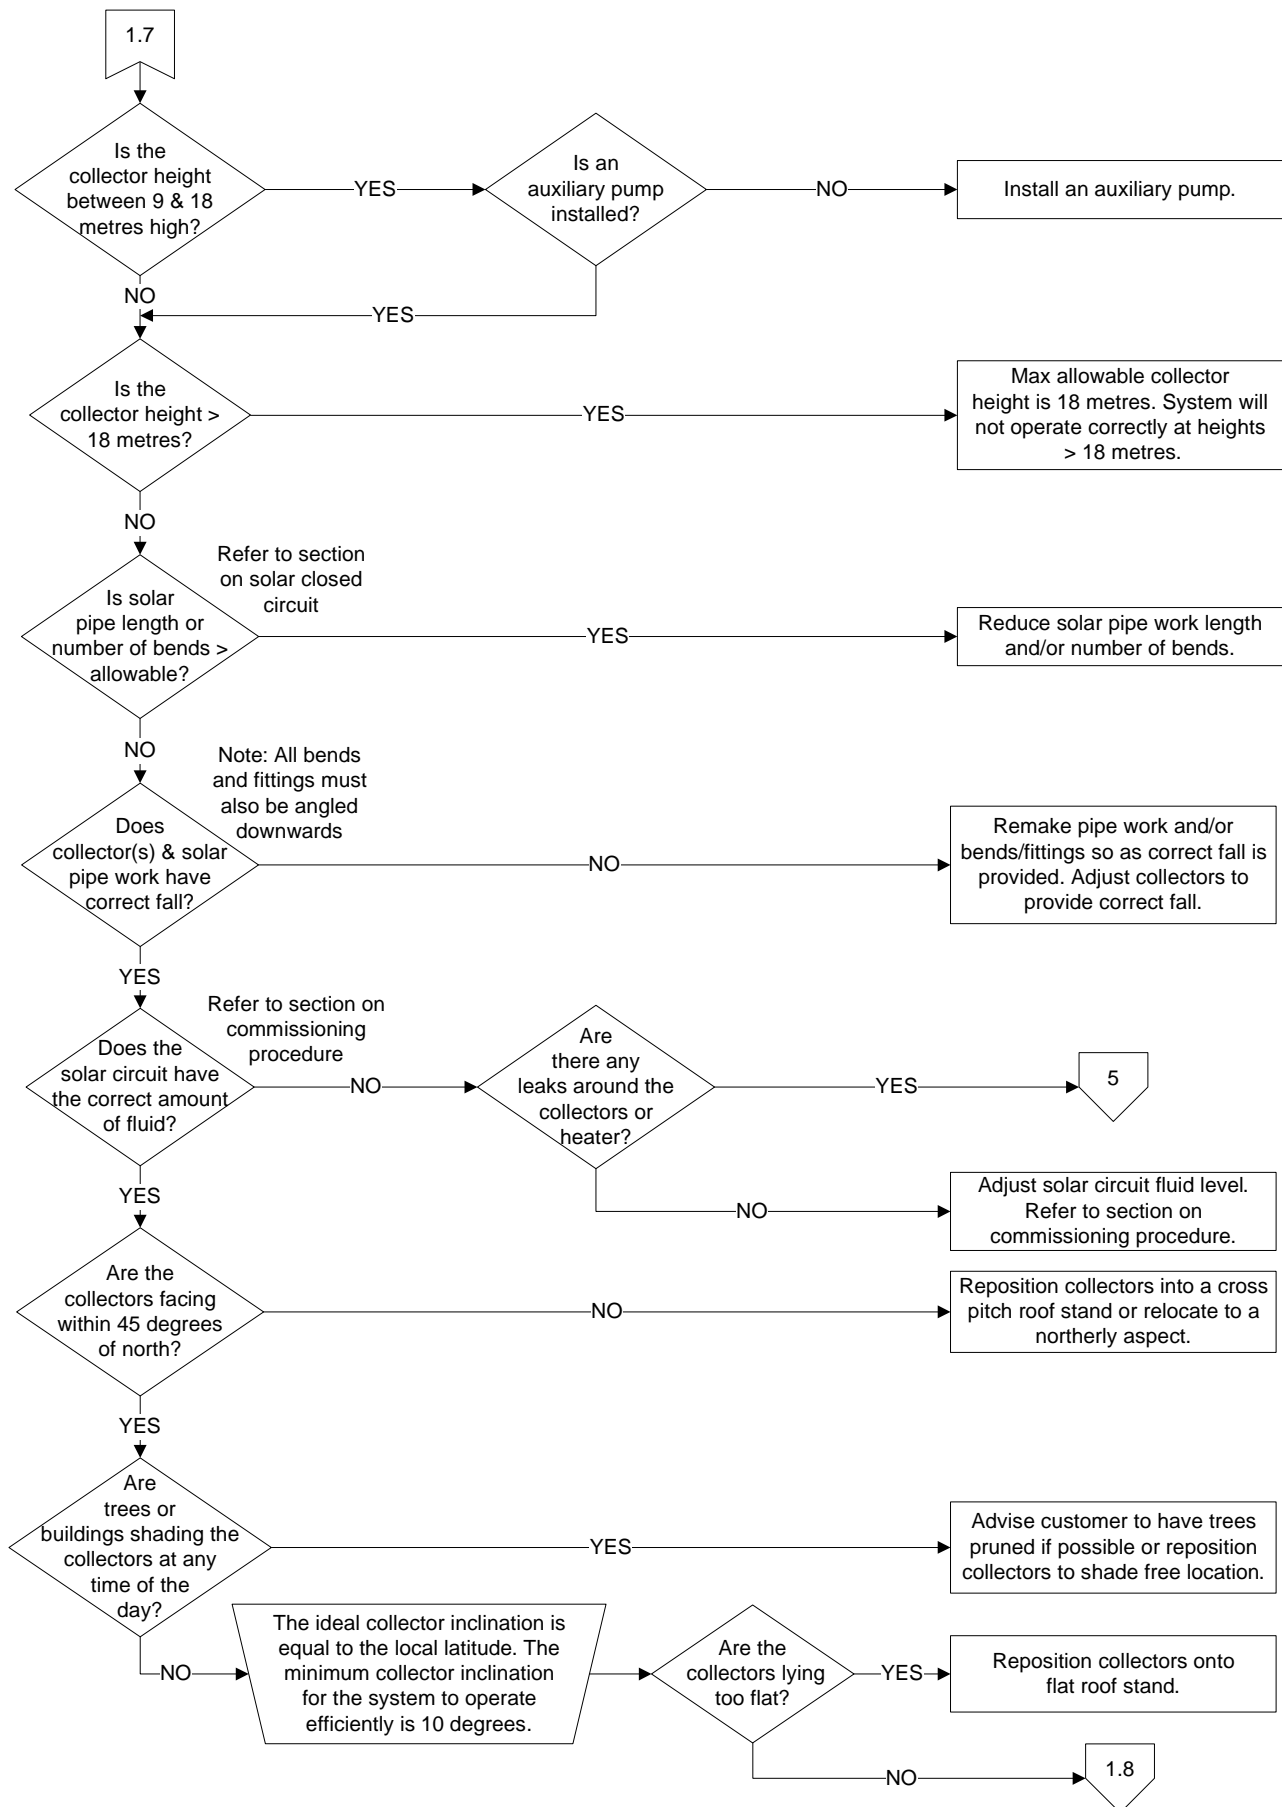 1.7
Is the
collector height
between 9 & 18
metres high?
YES
Is an
auxiliary pump
installed?
NO
Install an auxiliary pump.
NO
YES
Is the
collector height >
18 metres?
YES
Max allowable collector
height is 18 metres. System will
not operate correctly at heights
> 18 metres.
NO
Refer to section
on solar closed
circuit
Is solar
pipe length or
number of bends >
allowable?
YES
Reduce solar pipe work length
and/or number of bends.
NO
Note: All bends
and fittings must
also be angled
downwards
Does
collector(s) & solar
pipe work have
correct fall?
NO
Remake pipe work and/or
bends/fittings so as correct fall is
provided. Adjust collectors to
provide correct fall.
YES
Refer to section on
commissioning
procedure
Does the
solar circuit have
the correct amount
of fluid?
NO
Are
there any
leaks around the
collectors or
heater?
YES
5
NO
Adjust solar circuit fluid level.
Refer to section on
commissioning procedure.
YES
Are the
collectors facing
within 45 degrees
of north?
NO
Reposition collectors into a cross
pitch roof stand or relocate to a
northerly aspect.
YES
Are
trees or
buildings shading the
collectors at any
time of the
day?
YES
Advise customer to have trees
pruned if possible or reposition
collectors to shade free location.
NO
The ideal collector inclination is
equal to the local latitude. The
minimum collector inclination
for the system to operate
efficiently is 10 degrees.
Are the
collectors lying
too flat?
YES
Reposition collectors onto
flat roof stand.
NO
1.8